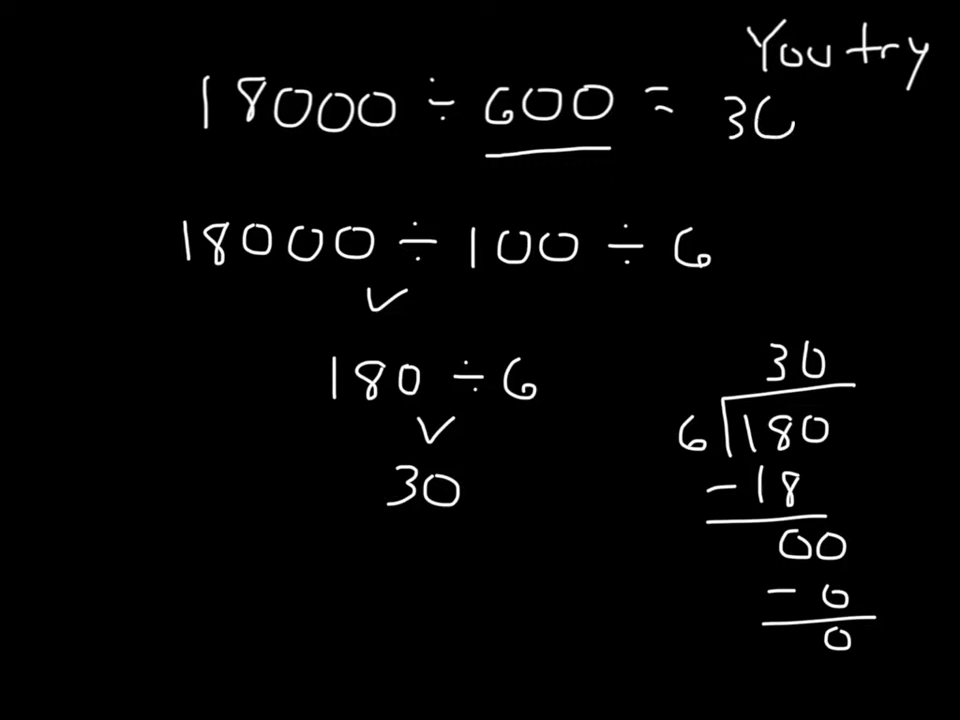 You try
18000 ÷ 600 = 30
18000 ÷ 100 ÷ 6
✓
180 ÷ 6
✓
30
30
6 180
- 18
00
- 0
0